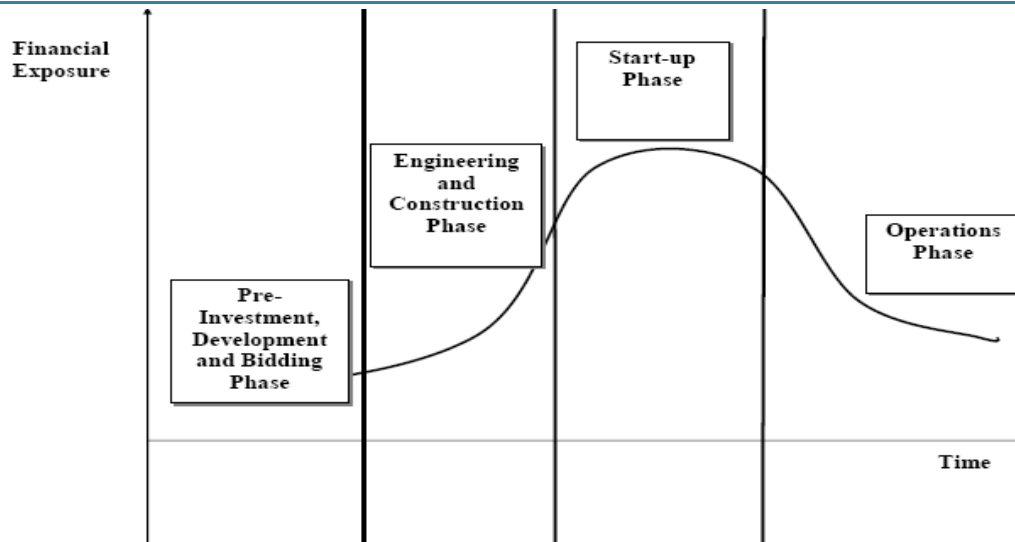 Financial
Exposure
Start-up
Phase
Engineering
and
Construction
Phase
Operations
Phase
Pre-
Investment,
Development
and Bidding
Phase
Time